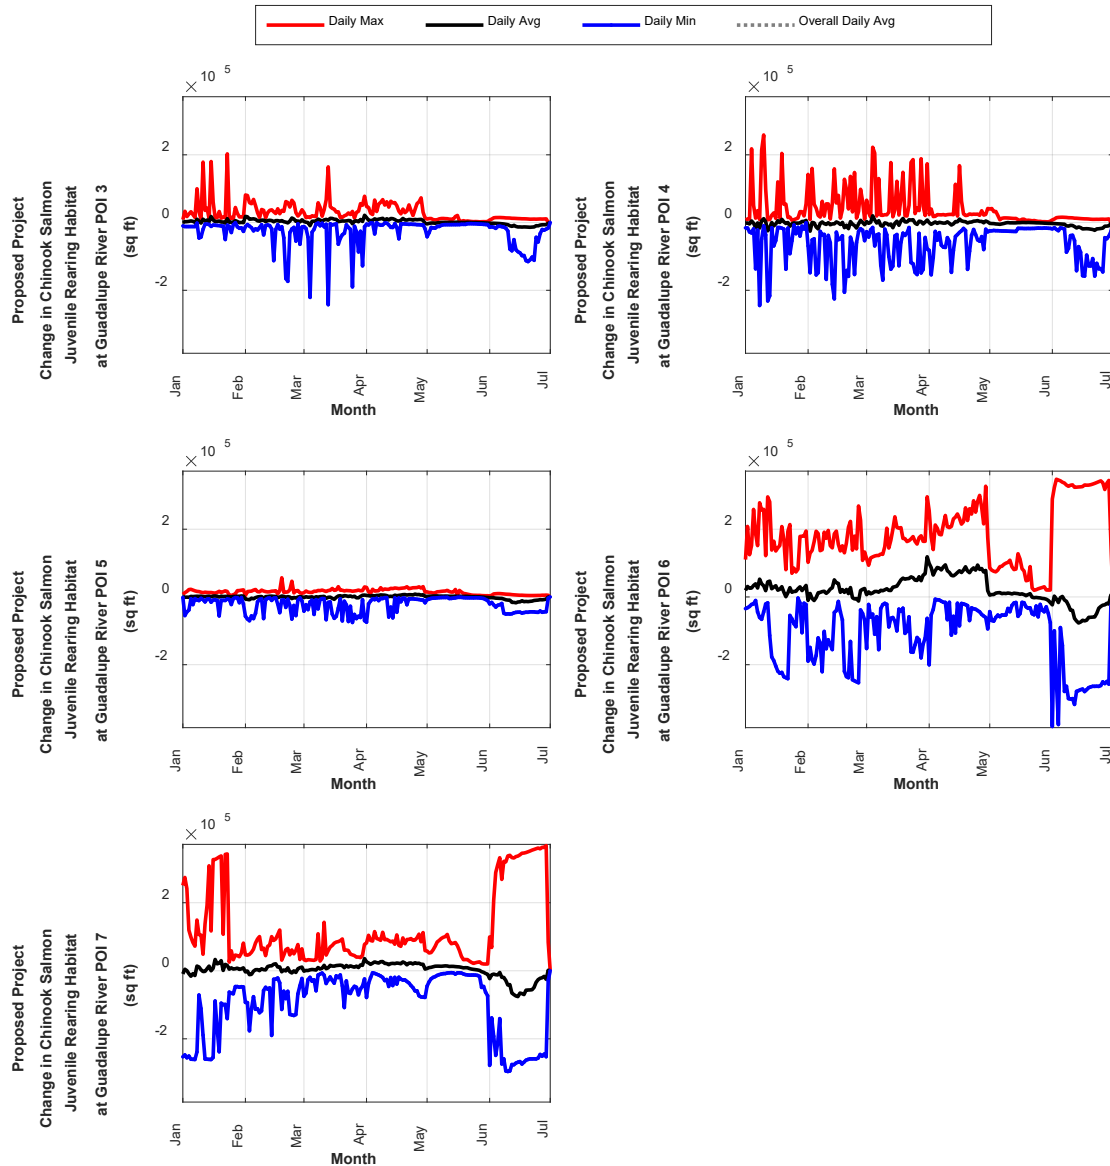 Daily Max Daily Avg Daily Min Overall Daily Avg
× 10 5
2
0
-2
Jan Feb Mar Apr May Jun Jul
Month
Proposed Project
Change in Chinook Salmon
Juvenile Rearing Habitat
at Guadalupe River POI 3
(sq ft)
× 10 5
2
0
-2
Jan Feb Mar Apr May Jun Jul
Month
Proposed Project
Change in Chinook Salmon
Juvenile Rearing Habitat
at Guadalupe River POI 4
(sq ft)
× 10 5
2
0
-2
Jan Feb Mar Apr May Jun Jul
Month
Proposed Project
Change in Chinook Salmon
Juvenile Rearing Habitat
at Guadalupe River POI 5
(sq ft)
× 10 5
2
0
-2
Jan Feb Mar Apr May Jun Jul
Month
Proposed Project
Change in Chinook Salmon
Juvenile Rearing Habitat
at Guadalupe River POI 6
(sq ft)
× 10 5
2
0
-2
Jan Feb Mar Apr May Jun Jul
Month
Proposed Project
Change in Chinook Salmon
Juvenile Rearing Habitat
at Guadalupe River POI 7
(sq ft)